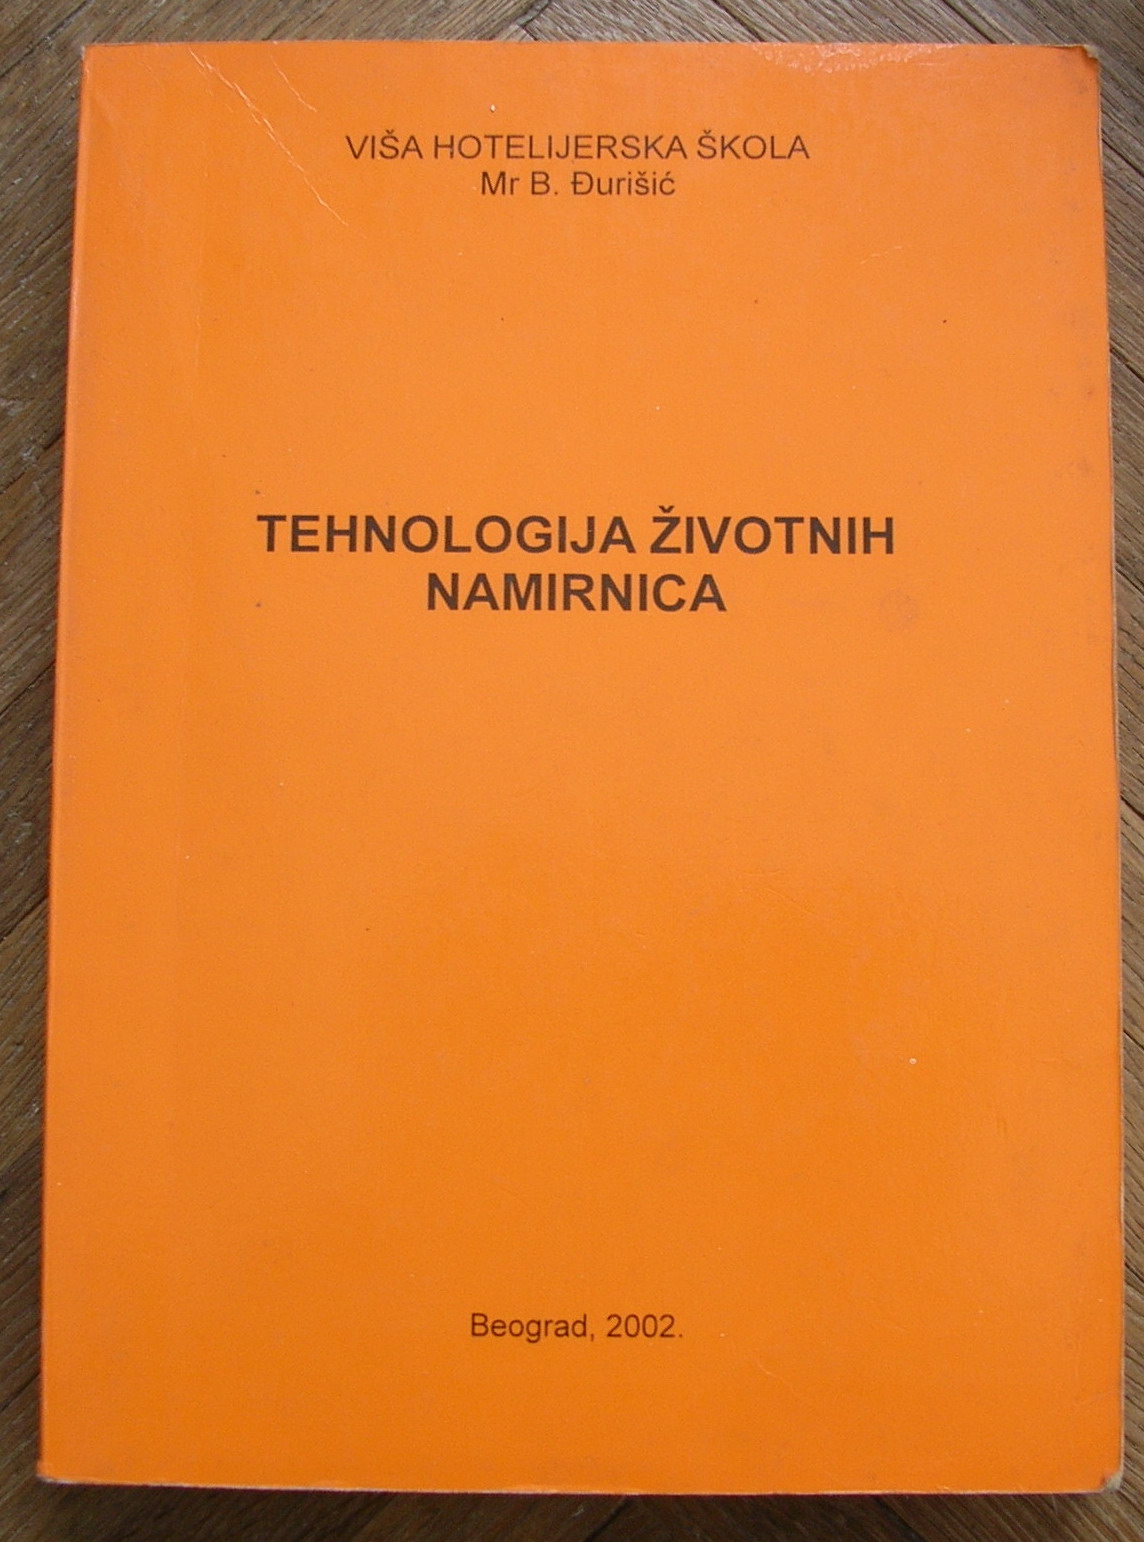 VIŠA HOTELIJERSKA ŠKOLA
Mr B. Đurišić
TEHNOLOGIJA ŽIVOTNIH
NAMIRNICA
Beograd, 2002.